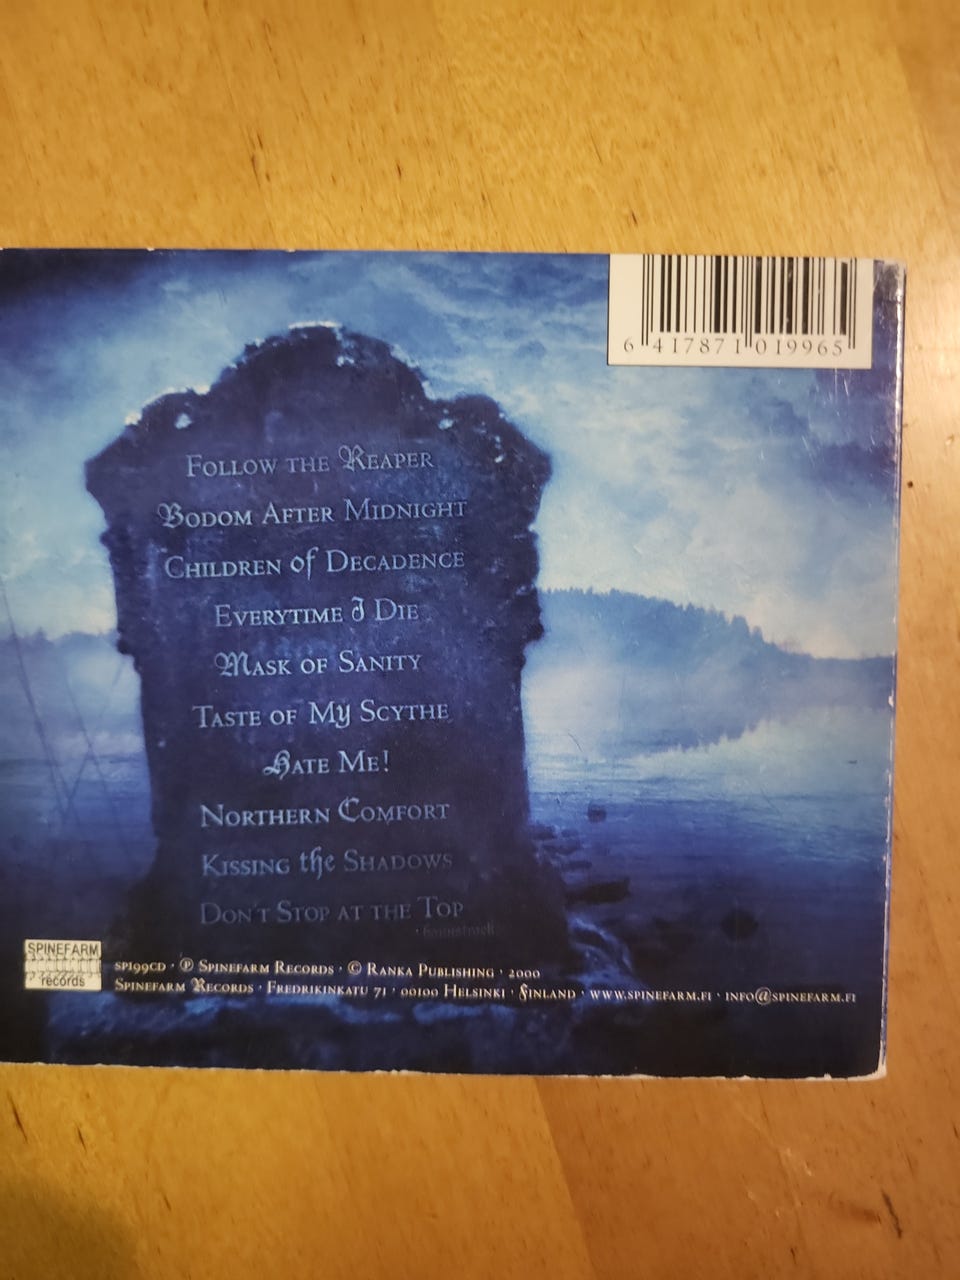 6 417871 019965
Follow the Reaper
Bodom After Midnight
Children of Decadence
Everytime I Die
Mask of Sanity
Taste of My Scythe
Hate Me!
Northern Comfort
Kissing the Shadows
Don't Stop at the Top
SPINEFARM
records
SPI99CD · ℗ Spinefarm Records · © Ranka Publishing · 2000
Spinefarm Records · Fredrikinkatu 71 · 00100 Helsinki · Finland · www.spinefarm.fi · info@spinefarm.fi